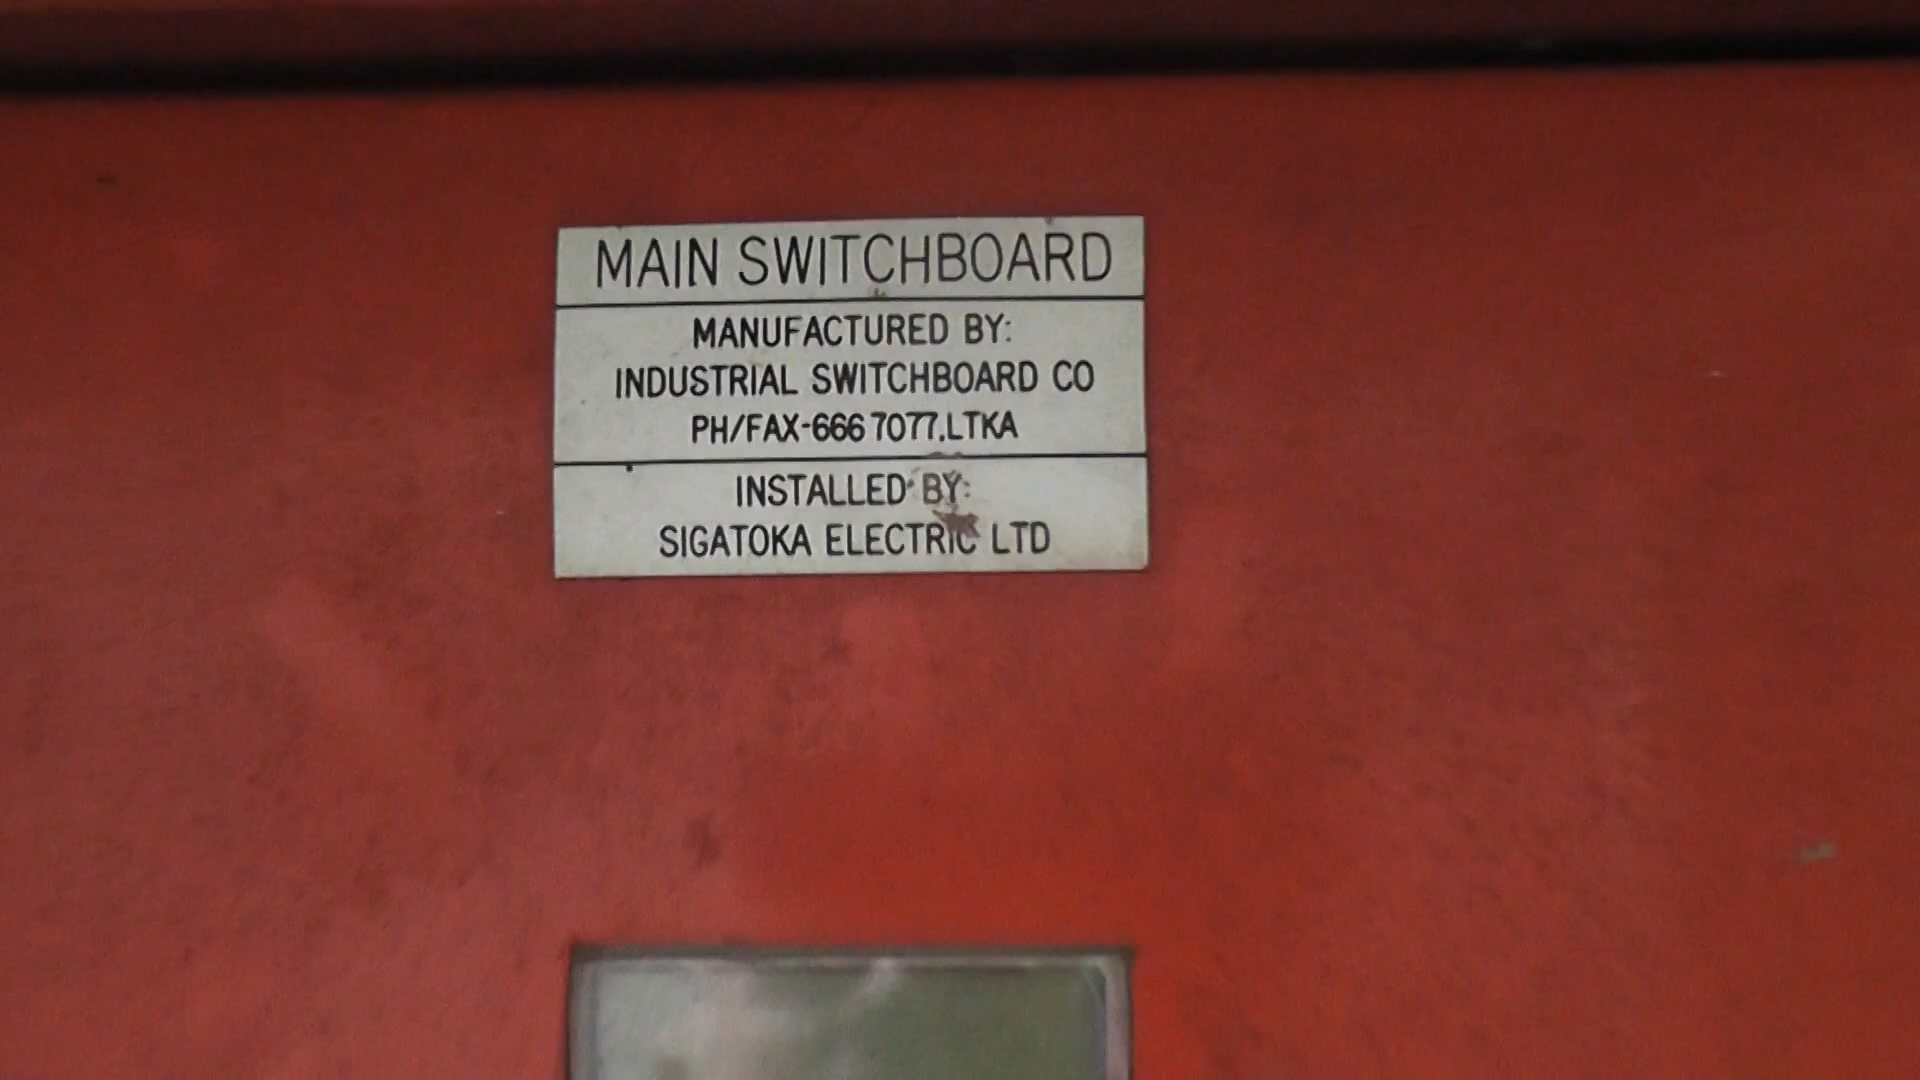 MAIN SWITCHBOARD
MANUFACTURED BY:
INDUSTRIAL SWITCHBOARD CO
PH/FAX-666 7077.LTKA
INSTALLED BY:
SIGATOKA ELECTRIC LTD